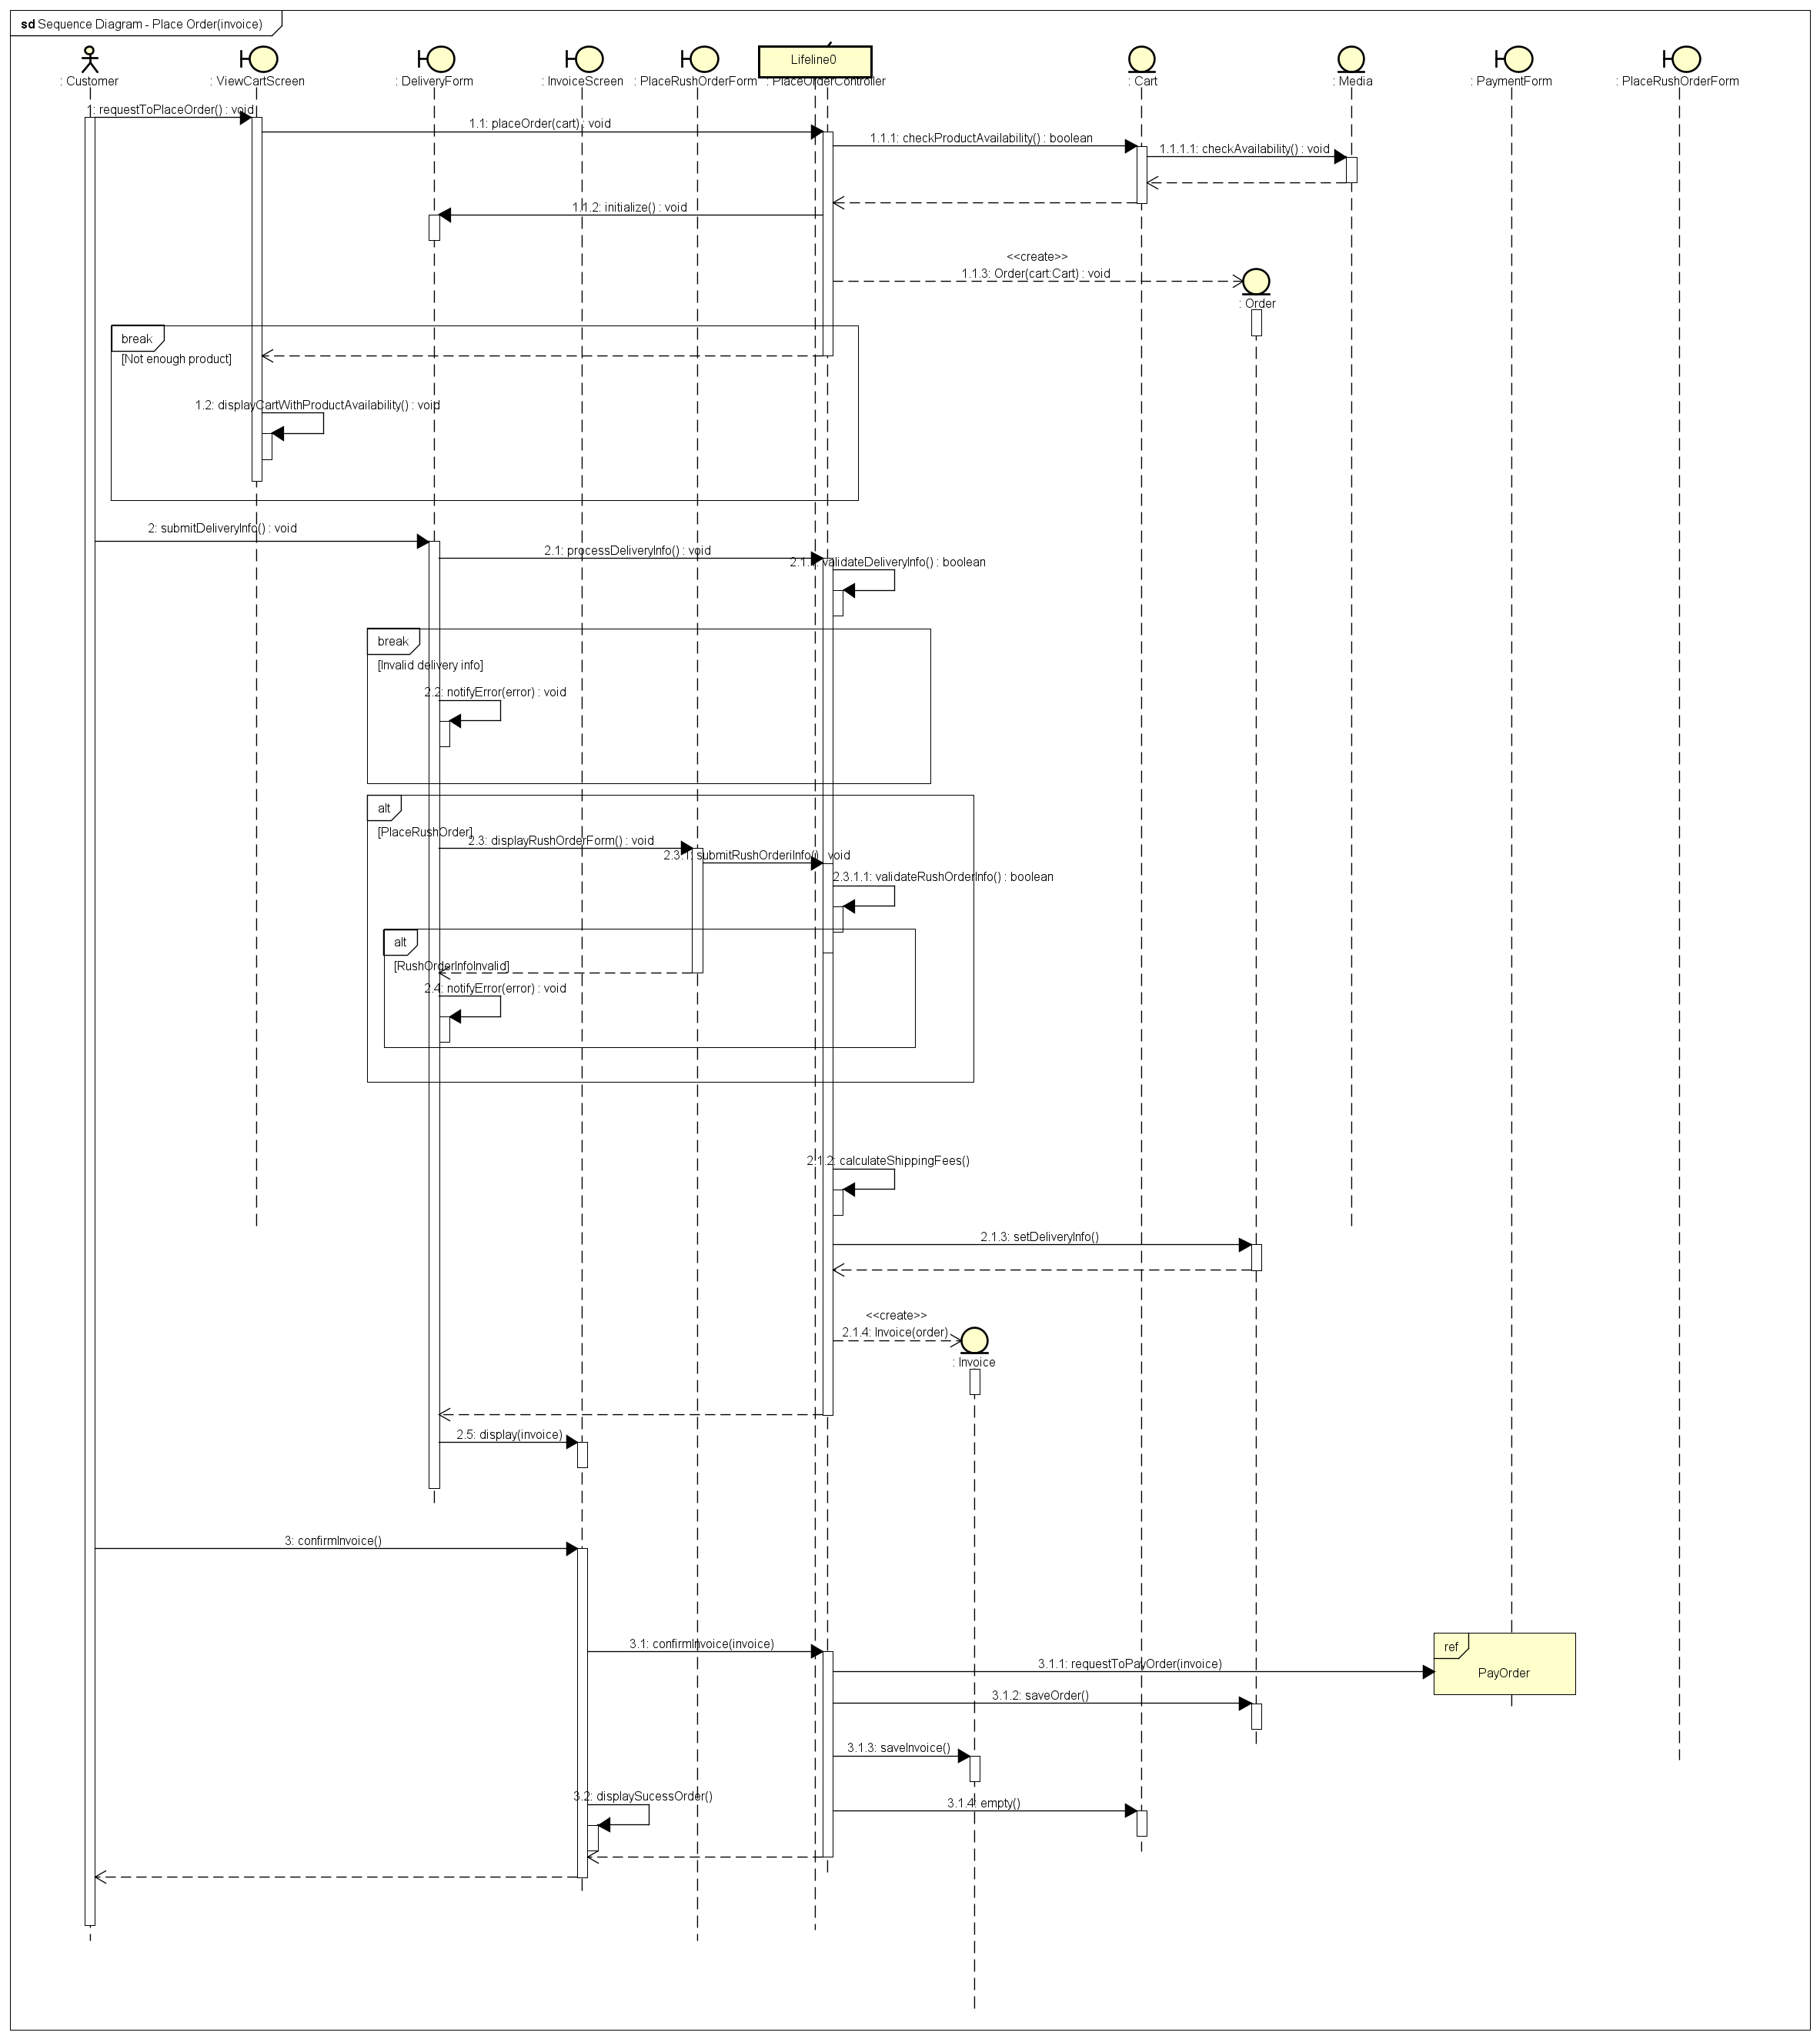 sd Sequence Diagram - Place Order(invoice)
: Customer
: ViewCartScreen
: DeliveryForm
: InvoiceScreen
: PlaceRushOrderForm
Lifeline0
: PlaceOrderController
: Cart
: Media
: PaymentForm
: PlaceRushOrderForm
1: requestToPlaceOrder() : void
1.1: placeOrder(cart) : void
1.1.1: checkProductAvailability() : boolean
1.1.1.1: checkAvailability() : void
1.1.2: initialize() : void
<<create>>
1.1.3: Order(cart:Cart) : void
: Order
break
[Not enough product]
1.2: displayCartWithProductAvailability() : void
2: submitDeliveryInfo() : void
2.1: processDeliveryInfo() : void
2.1.1: validateDeliveryInfo() : boolean
break
[Invalid delivery info]
2.2: notifyError(error) : void
alt
[PlaceRushOrder]
2.3: displayRushOrderForm() : void
2.3.1: submitRushOrderiInfo() : void
2.3.1.1: validateRushOrderInfo() : boolean
alt
[RushOrderInfoInvalid]
2.4: notifyError(error) : void
2.1.2: calculateShippingFees()
2.1.3: setDeliveryInfo()
<<create>>
2.1.4: Invoice(order)
: Invoice
2.5: display(invoice)
3: confirmInvoice()
3.1: confirmInvoice(invoice)
ref
3.1.1: requestToPayOrder(invoice)
PayOrder
3.1.2: saveOrder()
3.1.3: saveInvoice()
3.2: displaySucessOrder()
3.1.4: empty()